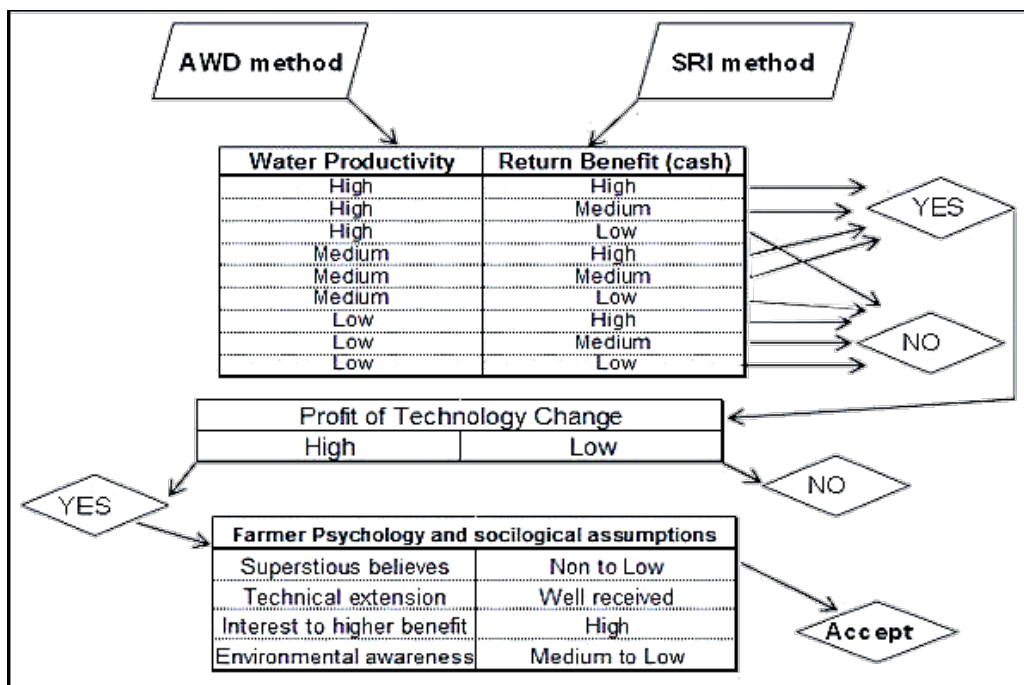 AWD method SRI method
Water Productivity Return Benefit (cash)
High High
High Medium
High Low
Medium High
Medium Medium
Medium Low
Low High
Low Medium
Low Low
YES
NO
Profit of Technology Change
High Low
YES
NO
Farmer Psychology and socilogical assumptions
Superstious believes Non to Low
Technical extension Well received
Interest to higher benefit High
Environmental awareness Medium to Low
Accept